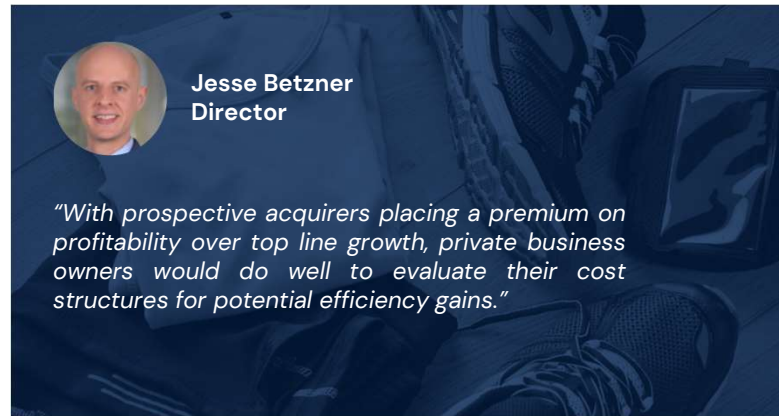 Jesse Betzner
Director
“With prospective acquirers placing a premium on
profitability over top line growth, private business
owners would do well to evaluate their cost
structures for potential efficiency gains.”